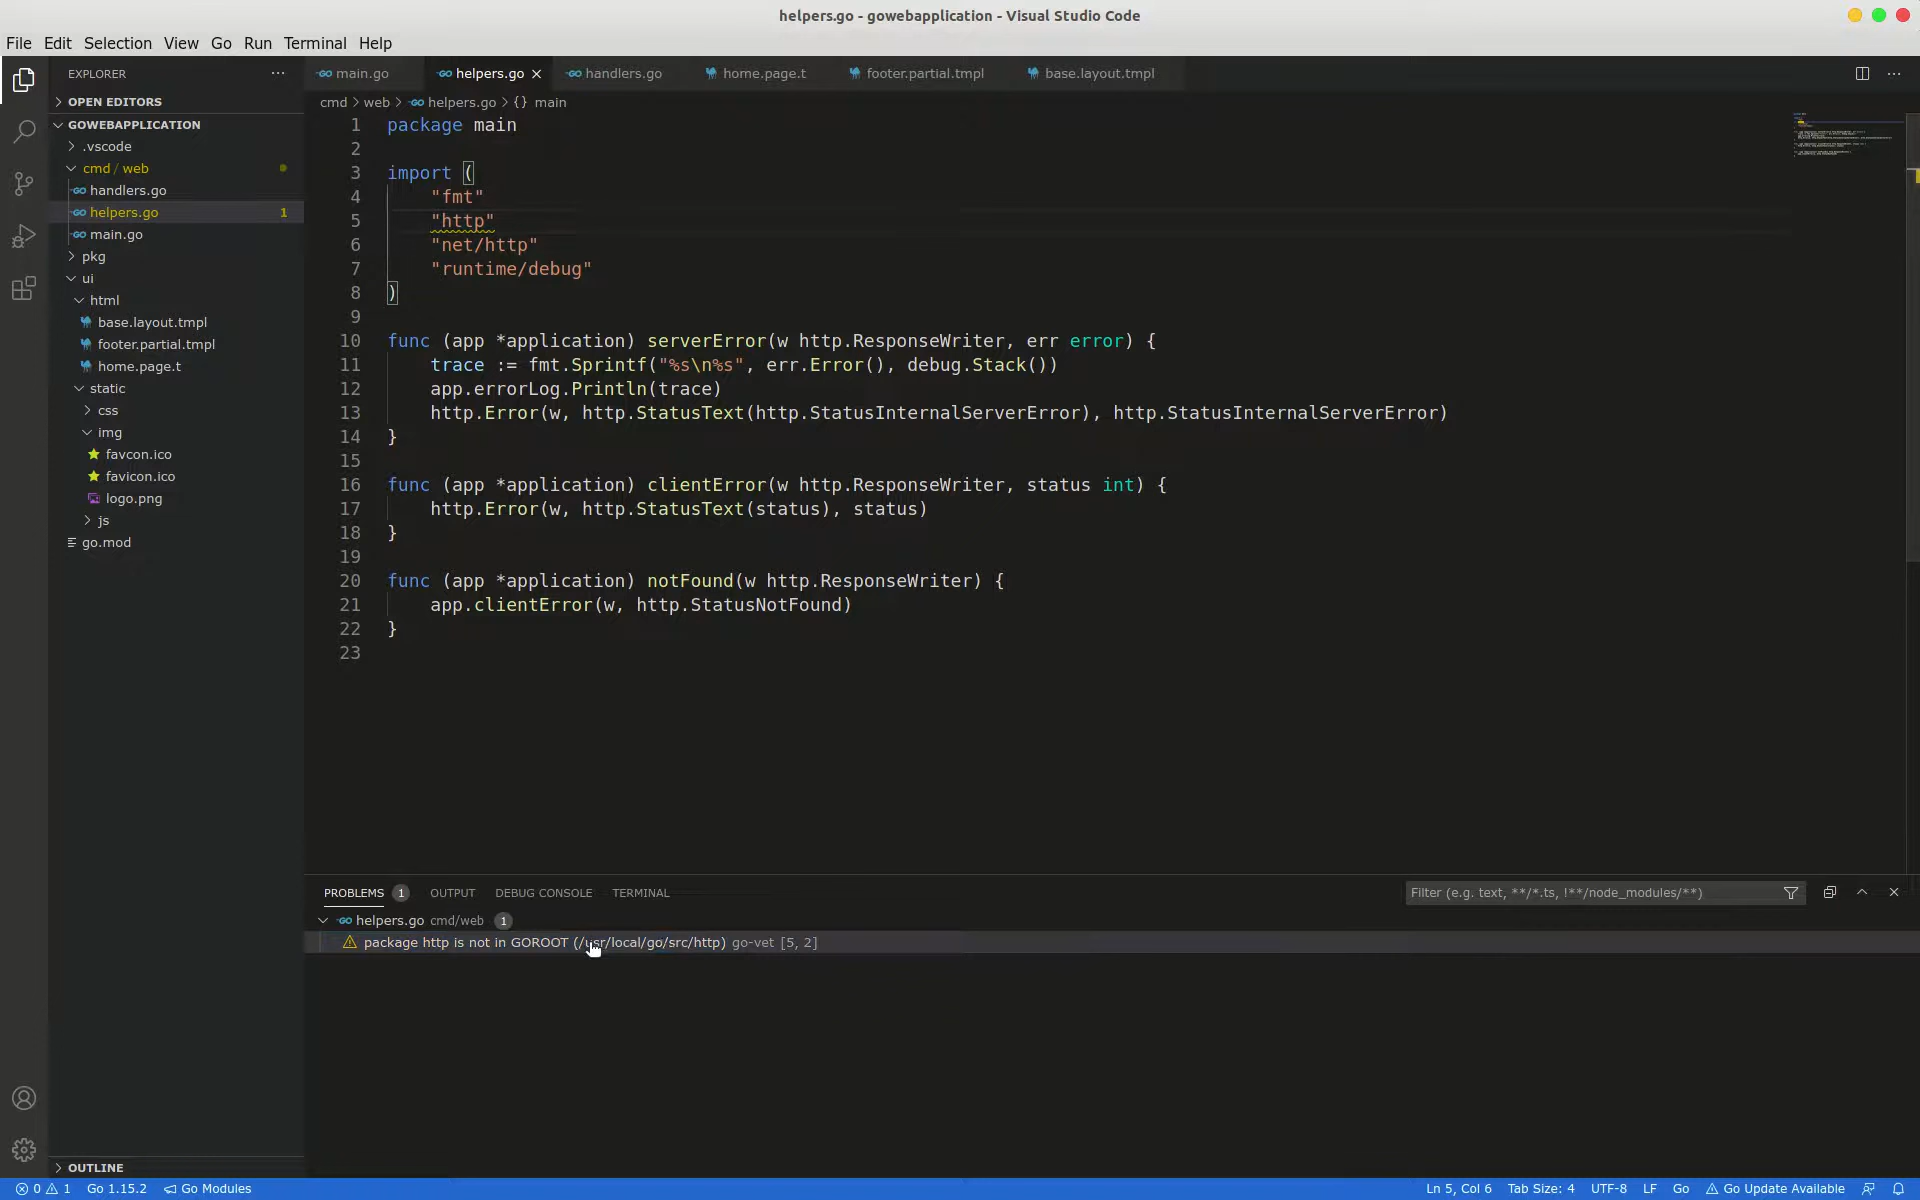 helpers.go - gowebapplication - Visual Studio Code
File Edit Selection View Go Run Terminal Help
EXPLORER
OPEN EDITORS
GOWEBAPPLICATION
.vscode
cmd / web
handlers.go
helpers.go 1
main.go
pkg
ui
html
base.layout.tmpl
footer.partial.tmpl
home.page.t
static
css
img
favcon.ico
favicon.ico
logo.png
js
go.mod
OUTLINE
main.go helpers.go handlers.go home.page.t footer.partial.tmpl base.layout.tmpl
cmd > web > helpers.go > {} main
1 package main
2
3 import (
4 "fmt"
5 "http"
6 "net/http"
7 "runtime/debug"
8 )
9
10 func (app *application) serverError(w http.ResponseWriter, err error) {
11 trace := fmt.Sprintf("%s\n%s", err.Error(), debug.Stack())
12 app.errorLog.Println(trace)
13 http.Error(w, http.StatusText(http.StatusInternalServerError), http.StatusInternalServerError)
14 }
15
16 func (app *application) clientError(w http.ResponseWriter, status int) {
17 http.Error(w, http.StatusText(status), status)
18 }
19
20 func (app *application) notFound(w http.ResponseWriter) {
21 app.clientError(w, http.StatusNotFound)
22 }
23
PROBLEMS 1 OUTPUT DEBUG CONSOLE TERMINAL Filter (e.g. text, **/*.ts, !**/node_modules/**)
helpers.go cmd/web 1
package http is not in GOROOT (/usr/local/go/src/http) go-vet [5, 2]
0 1 Go 1.15.2 Go Modules Ln 5, Col 6 Tab Size: 4 UTF-8 LF Go Go Update Available